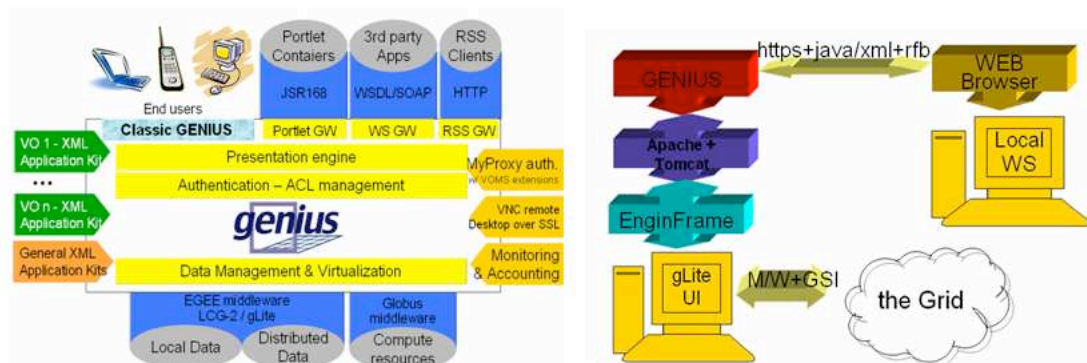 Portlet
Contaiers
3rd party
Apps
RSS
Clients
JSR168
WSDL/SOAP
HTTP
End users
Classic GENIUS
Portlet GW
WS GW
RSS GW
VO 1 - XML
Application Kit
...
VO n - XML
Application Kit
General XML
Application Kits
Presentation engine
Authentication – ACL management
genius
Data Management & Virtualization
MyProxy auth.
w/ VOMS extensions
VNC remote
Desktop over SSL
Monitoring
& Accounting
EGEE middleware
LCG-2 / gLite
Globus
middleware
Local Data
Distributed
Data
Compute
resources
https+java/xml+rfb
GENIUS
WEB
Browser
Apache +
Tomcat
Local
WS
EnginFrame
gLite
UI
M/W+GSI
the Grid